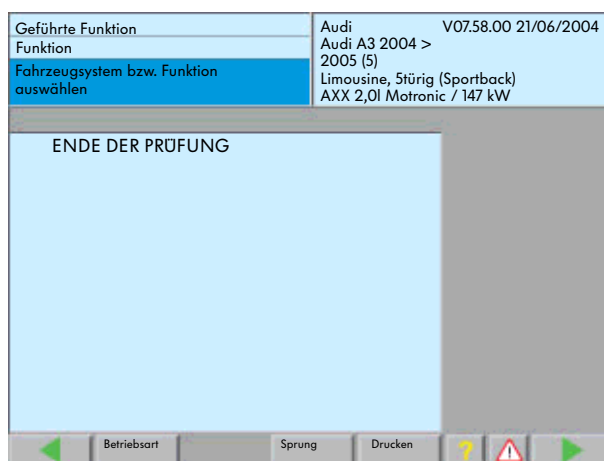 Geführte Funktion
Funktion
Fahrzeugsystem bzw. Funktion
auswählen
Audi V07.58.00 21/06/2004
Audi A3 2004 >
2005 (5)
Limousine, 5türig (Sportback)
AXX 2,0l Motronic / 147 kW
ENDE DER PRÜFUNG
Betriebsart Sprung Drucken ?